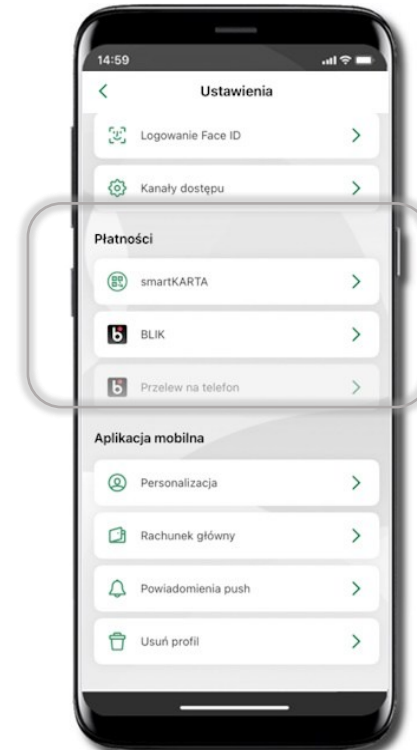 14:59
Ustawienia
Logowanie Face ID
Kanały dostępu
Płatności
smartKARTA
BLIK
Przelew na telefon
Aplikacja mobilna
Personalizacja
Rachunek główny
Powiadomienia push
Usuń profil